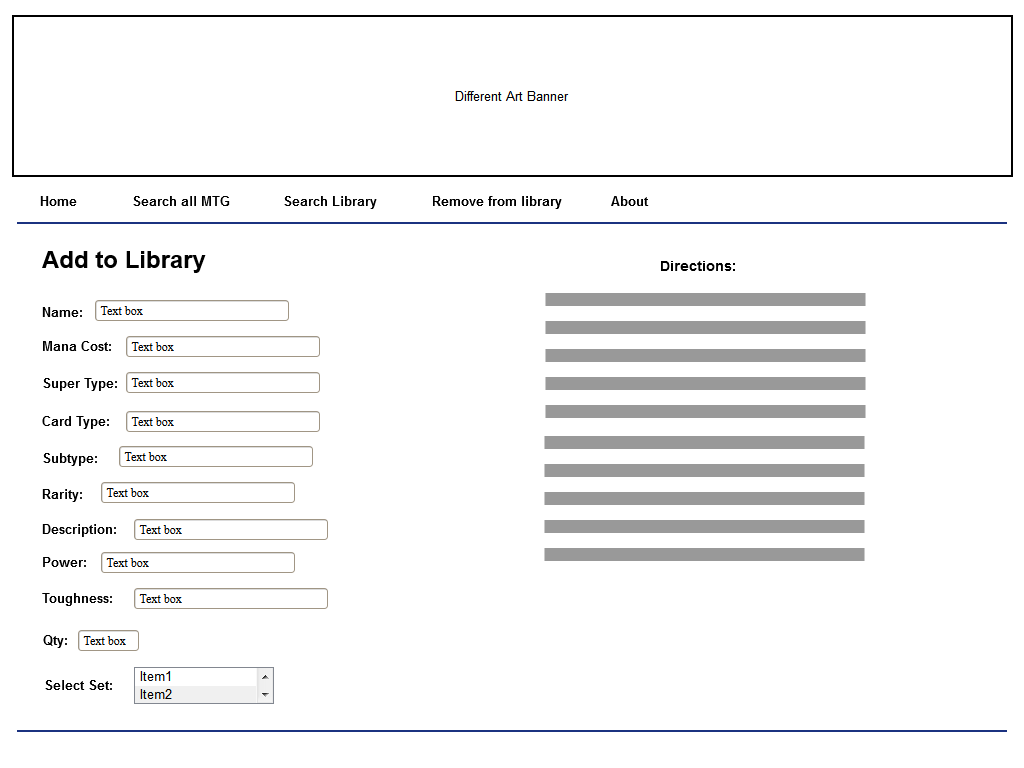 Different Art Banner
Home Search all MTG Search Library Remove from library About
Add to Library
Directions:
Name: Text box
Mana Cost: Text box
Super Type: Text box
Card Type: Text box
Subtype: Text box
Rarity: Text box
Description: Text box
Power: Text box
Toughness: Text box
Qty: Text box
Select Set: Item1
Item2